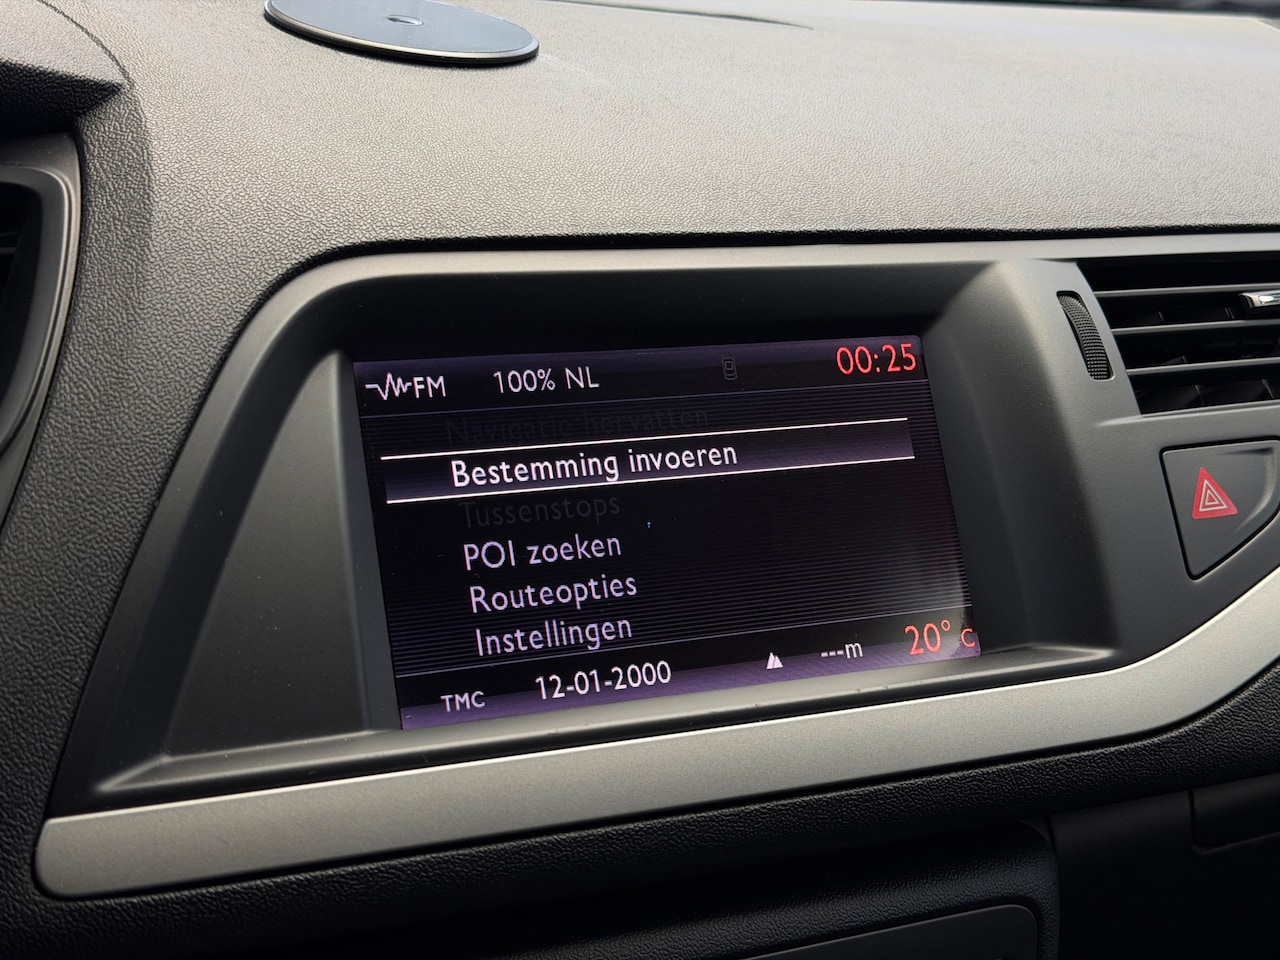 FM 100% NL 00:25
Navigatie hervatten
Bestemming invoeren
Tussenstops
POI zoeken
Routeopties
Instellingen
TMC 12-01-2000 ---m 20° C